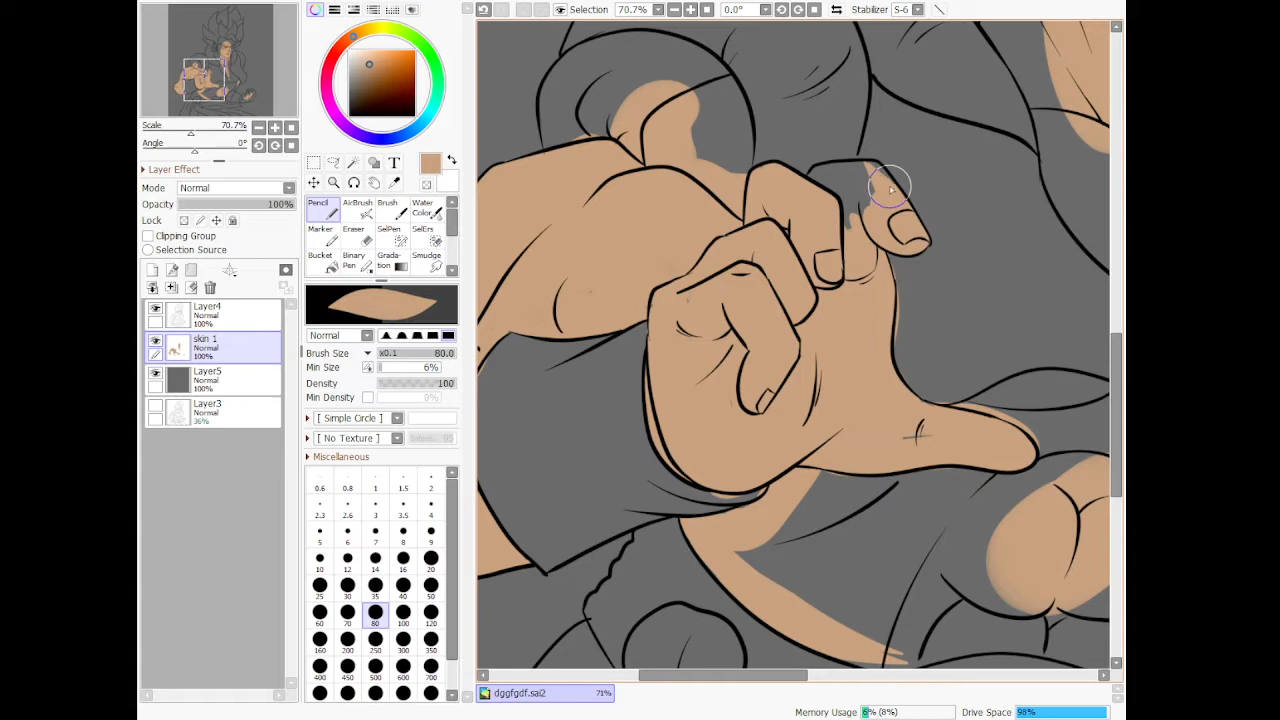 Selection 70.7% 0.0° Stabilizer S-6
Scale 70.7%
Angle 0°
Layer Effect
Mode Normal
Opacity 100%
Lock
Clipping Group
Selection Source
Layer4
Normal
100%
skin 1
Normal
100%
Layer5
Normal
100%
Layer3
Normal
36%
T
Pencil AirBrush Brush Water Color
Marker Eraser SelPen SelErs
Bucket Binary Pen Grada-tion Smudge
Normal
Brush Size x0.1 80.0
Min Size 6%
Density 100
Min Density 0%
[ Simple Circle ]
[ No Texture ] 95
Miscellaneous
0.6 0.8 1 1.5 2
2.3 2.6 3 3.5 4
5 6 7 8 9
10 12 14 16 20
25 30 35 40 50
60 70 80 100 120
160 200 250 300 350
400 450 500 600 700
dggfgdf.sai2 71%
Memory Usage 6% (8%) Drive Space 98%